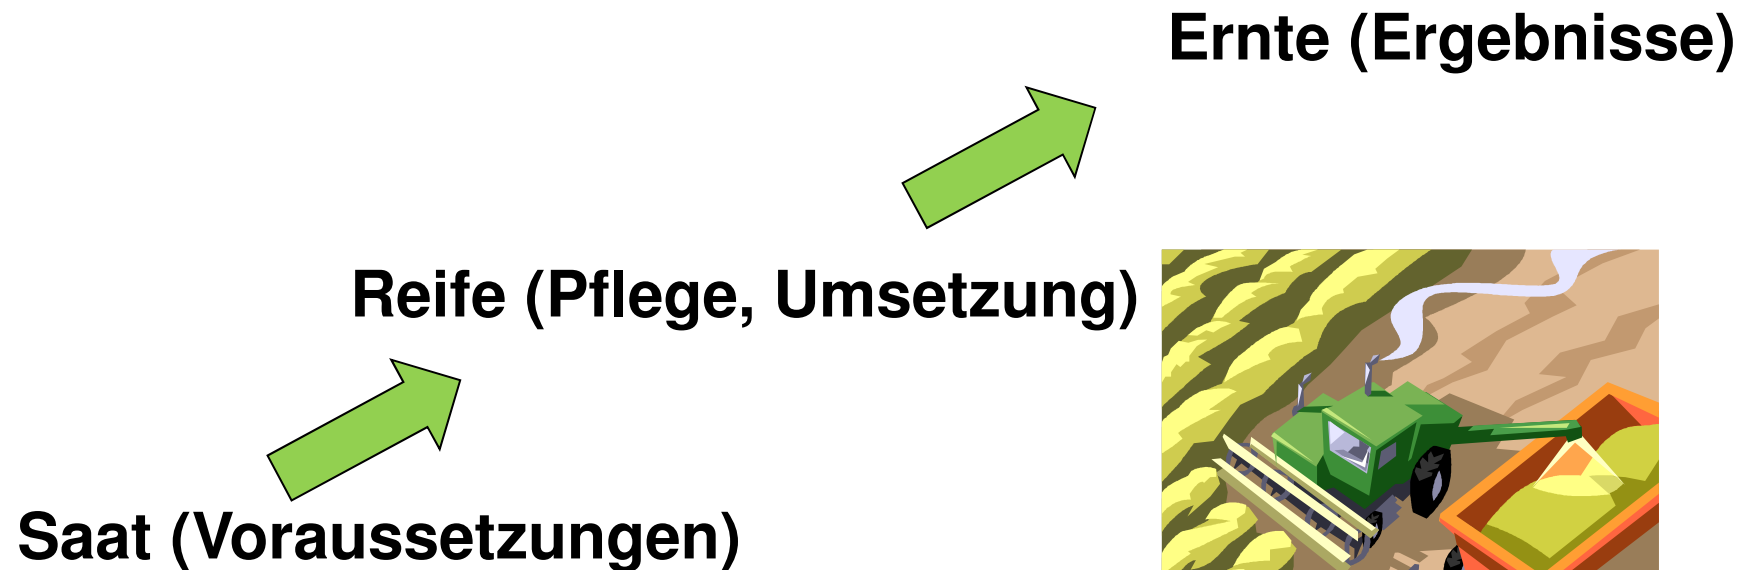 Ernte (Ergebnisse)
Reife (Pflege, Umsetzung)
Saat (Voraussetzungen)